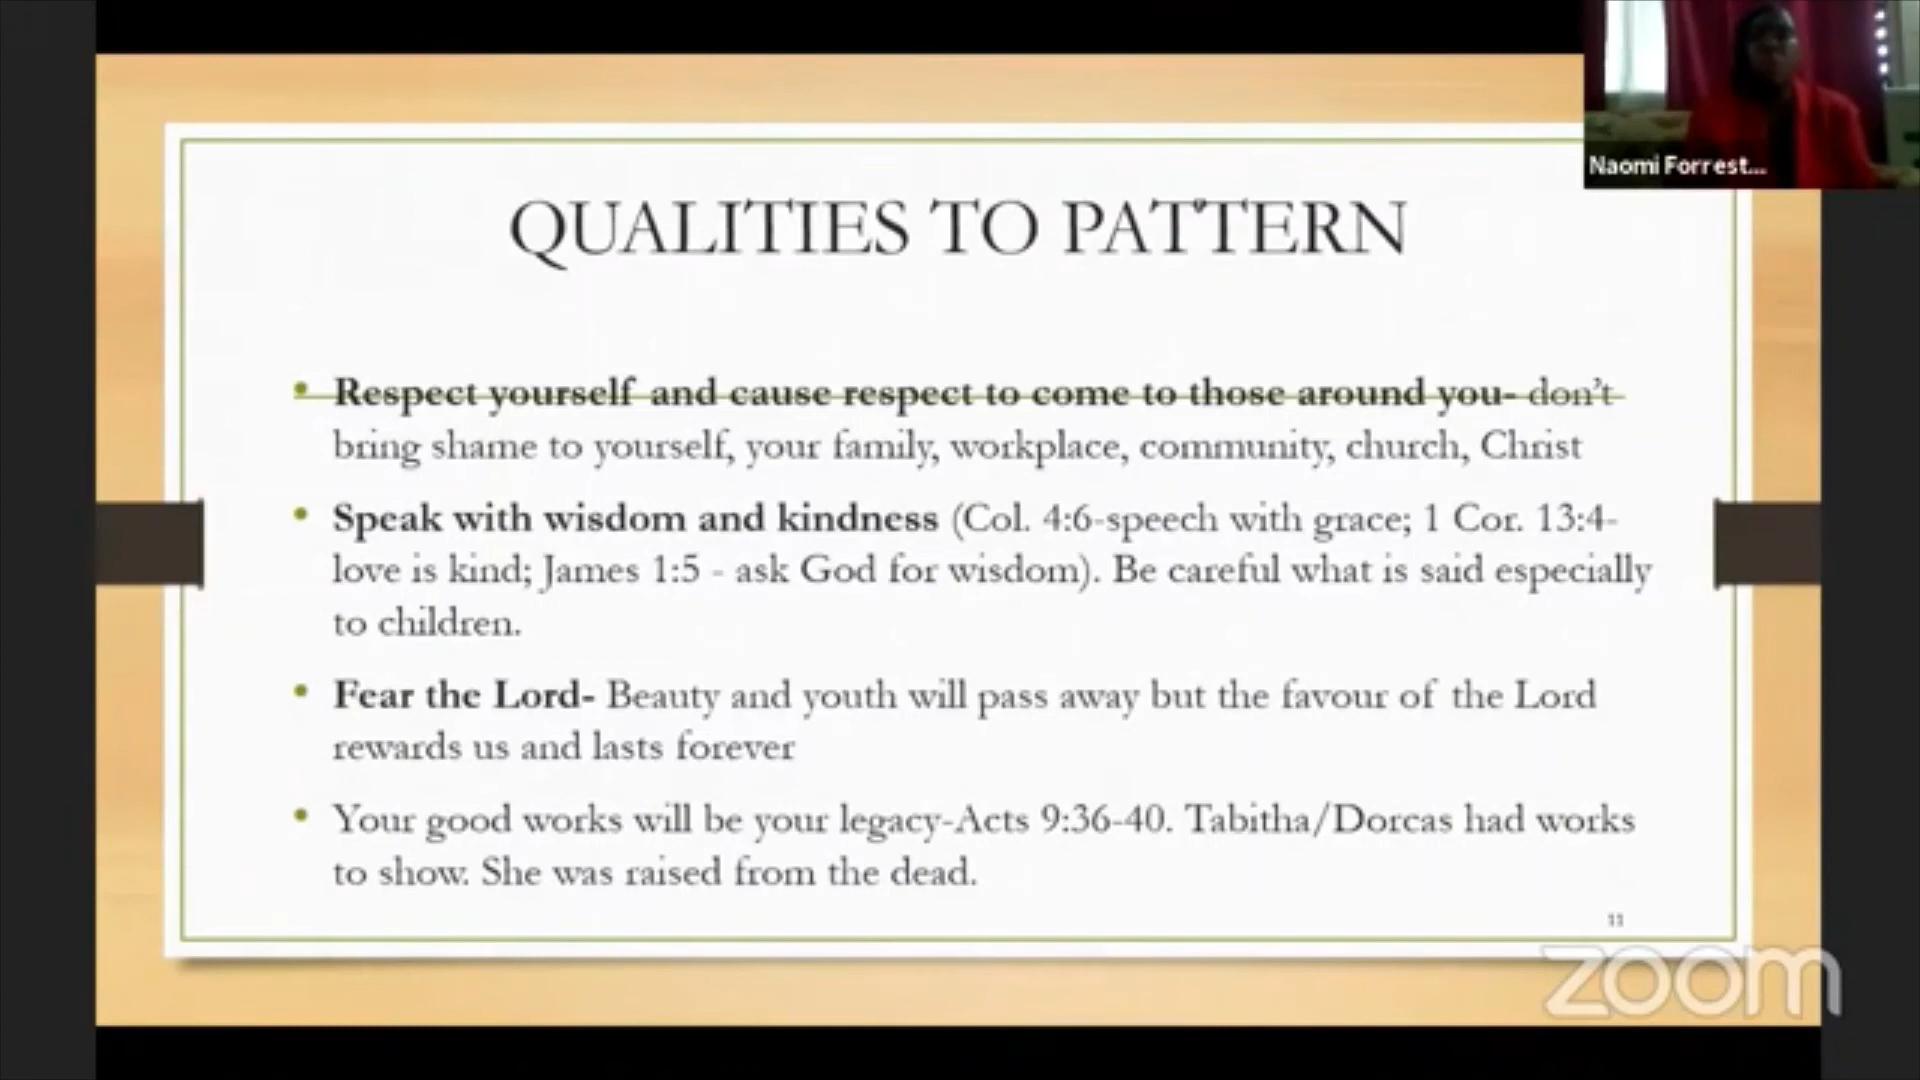 Naomi Forrest...
QUALITIES TO PATTERN
• Respect yourself and cause respect to come to those around you- don't
bring shame to yourself, your family, workplace, community, church, Christ
• Speak with wisdom and kindness (Col. 4:6-speech with grace; 1 Cor. 13:4-
love is kind; James 1:5 - ask God for wisdom). Be careful what is said especially
to children.
• Fear the Lord- Beauty and youth will pass away but the favour of the Lord
rewards us and lasts forever
• Your good works will be your legacy-Acts 9:36-40. Tabitha/Dorcas had works
to show. She was raised from the dead.
11
zoom